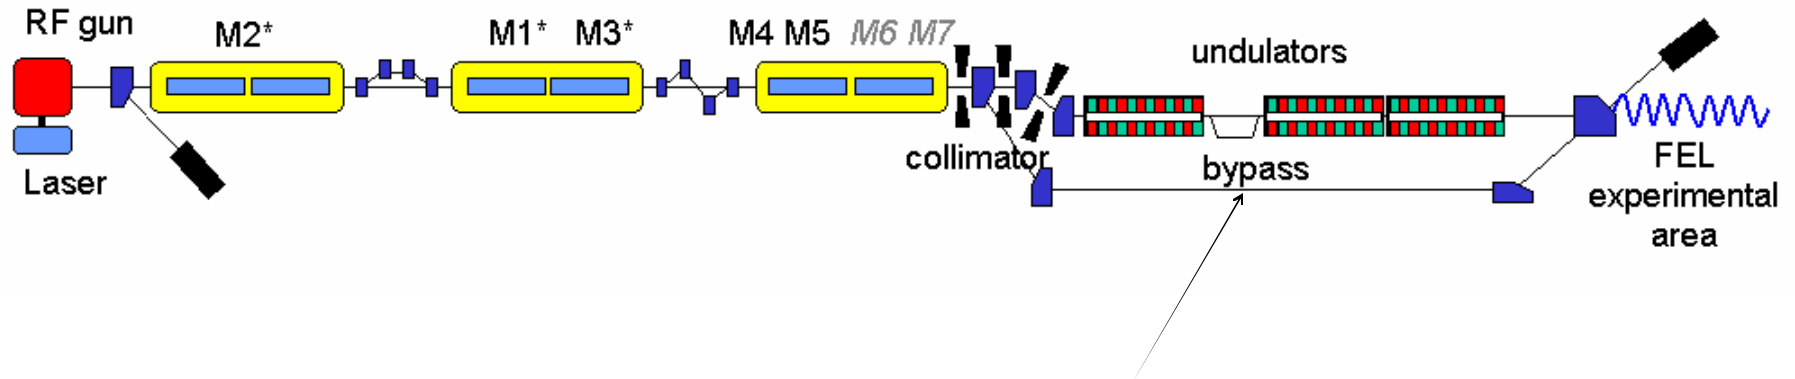 RF gun
M2*
M1* M3*
M4 M5 M6 M7
undulators
collimator
bypass
Laser
FEL
experimental
area